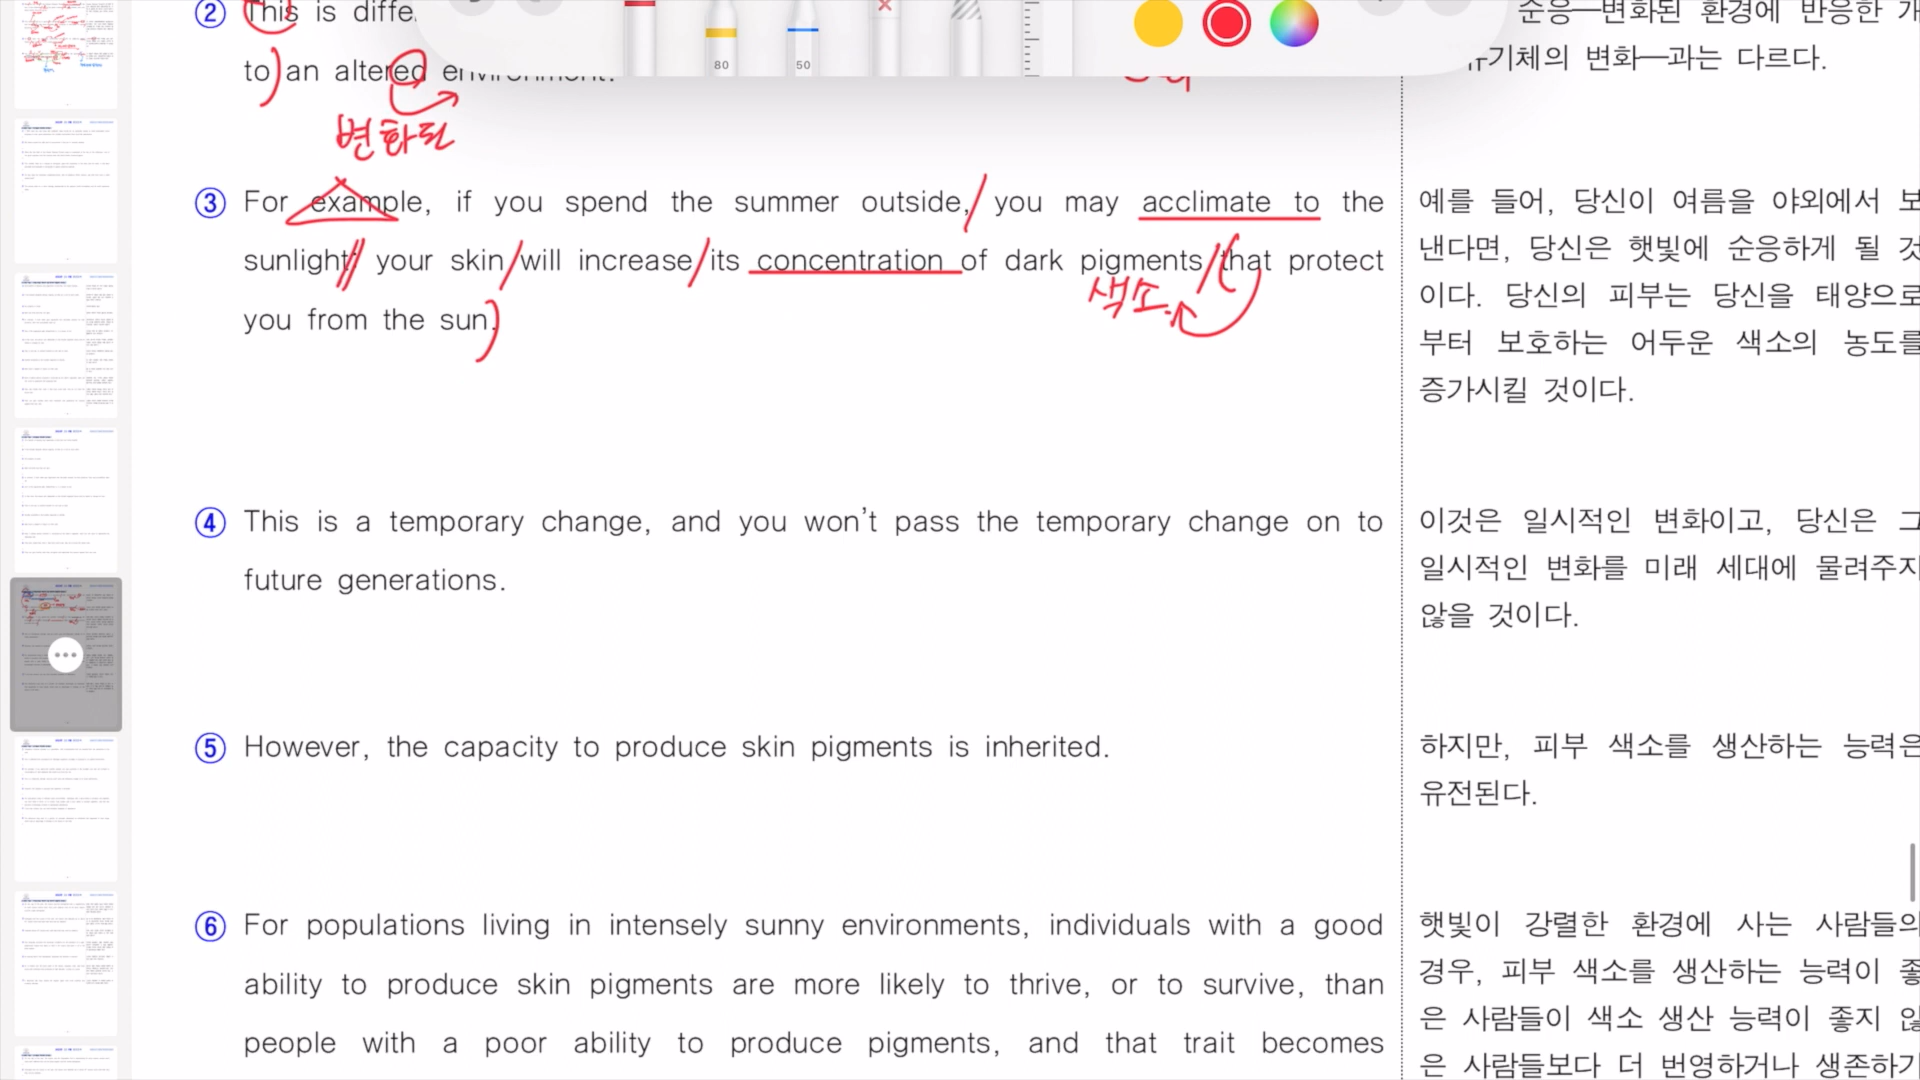 ② This is diffe
순응—변화된 환경에 반응한 개
to an altered environment.
유기체의 변화—과는 다르다.
80
50
변화된
③ For example, if you spend the summer outside, you may acclimate to the
sunlight; your skin will increase its concentration of dark pigments that protect
색소
you from the sun.
예를 들어, 당신이 여름을 야외에서 보
낸다면, 당신은 햇빛에 순응하게 될 것
이다. 당신의 피부는 당신을 태양으로
부터 보호하는 어두운 색소의 농도를
증가시킬 것이다.
④ This is a temporary change, and you won't pass the temporary change on to
future generations.
이것은 일시적인 변화이고, 당신은 그
일시적인 변화를 미래 세대에 물려주지
않을 것이다.
⑤ However, the capacity to produce skin pigments is inherited.
하지만, 피부 색소를 생산하는 능력은
유전된다.
⑥ For populations living in intensely sunny environments, individuals with a good
ability to produce skin pigments are more likely to thrive, or to survive, than
people with a poor ability to produce pigments, and that trait becomes
햇빛이 강렬한 환경에 사는 사람들의
경우, 피부 색소를 생산하는 능력이 좋
은 사람들이 색소 생산 능력이 좋지 않
은 사람들보다 더 번영하거나 생존하기